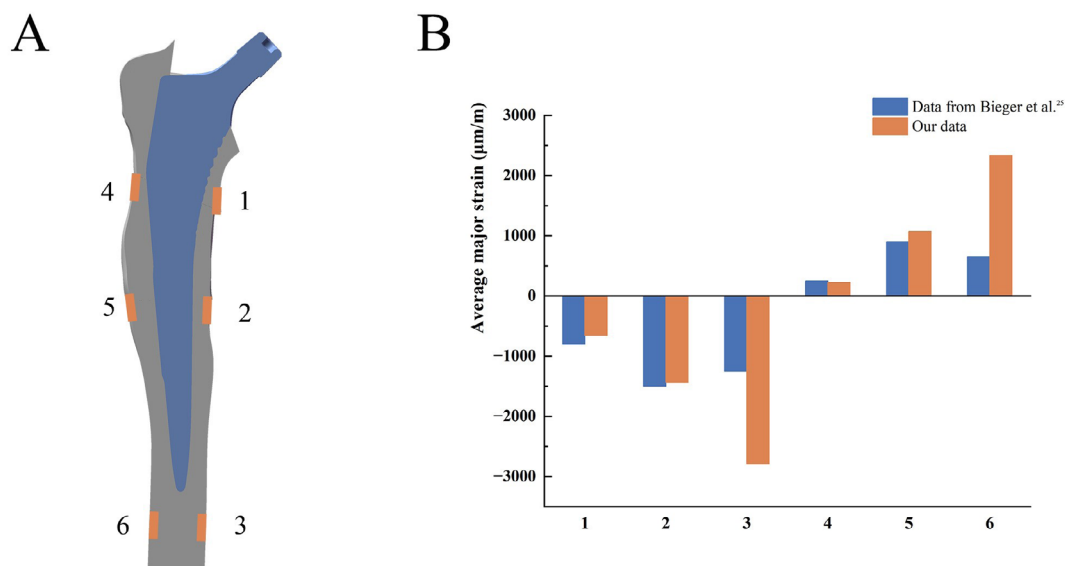 A
4
1
5
2
6
3
B
Data from Bieger et al.²⁵
Our data
Average major strain (μm/m)
3000
2000
1000
0
−1000
−2000
−3000
1 2 3 4 5 6